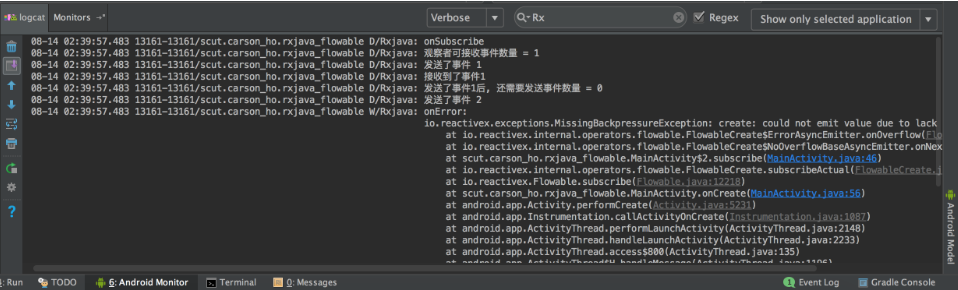 logcat Monitors →* Verbose Rx Regex Show only selected application
08-14 02:39:57.483 13161-13161/scut.carson_ho.rxjava_flowable D/Rxjava: onSubscribe
08-14 02:39:57.483 13161-13161/scut.carson_ho.rxjava_flowable D/Rxjava: 观察者可接收事件数量 = 1
08-14 02:39:57.483 13161-13161/scut.carson_ho.rxjava_flowable D/Rxjava: 发送了事件 1
08-14 02:39:57.483 13161-13161/scut.carson_ho.rxjava_flowable D/Rxjava: 接收到了事件1
08-14 02:39:57.483 13161-13161/scut.carson_ho.rxjava_flowable D/Rxjava: 发送了事件1后, 还需要发送事件数量 = 0
08-14 02:39:57.483 13161-13161/scut.carson_ho.rxjava_flowable D/Rxjava: 发送了事件 2
08-14 02:39:57.483 13161-13161/scut.carson_ho.rxjava_flowable W/Rxjava: onError:
io.reactivex.exceptions.MissingBackpressureException: create: could not emit value due to lack
at io.reactivex.internal.operators.flowable.FlowableCreate$ErrorAsyncEmitter.onOverflow(Flo
at io.reactivex.internal.operators.flowable.FlowableCreate$NoOverflowBaseAsyncEmitter.onNex
at scut.carson_ho.rxjava_flowable.MainActivity$2.subscribe(MainActivity.java:46)
at io.reactivex.internal.operators.flowable.FlowableCreate.subscribeActual(FlowableCreate.j
at io.reactivex.Flowable.subscribe(Flowable.java:12218)
at scut.carson_ho.rxjava_flowable.MainActivity.onCreate(MainActivity.java:56)
at android.app.Activity.performCreate(Activity.java:5231)
at android.app.Instrumentation.callActivityOnCreate(Instrumentation.java:1087)
at android.app.ActivityThread.performLaunchActivity(ActivityThread.java:2148)
at android.app.ActivityThread.handleLaunchActivity(ActivityThread.java:2233)
at android.app.ActivityThread.access$800(ActivityThread.java:135)
at android.app.ActivityThread$H.handleMessage(ActivityThread.java:1196)
Android Model
: Run TODO 6: Android Monitor Terminal 0: Messages 1 Event Log Gradle Console